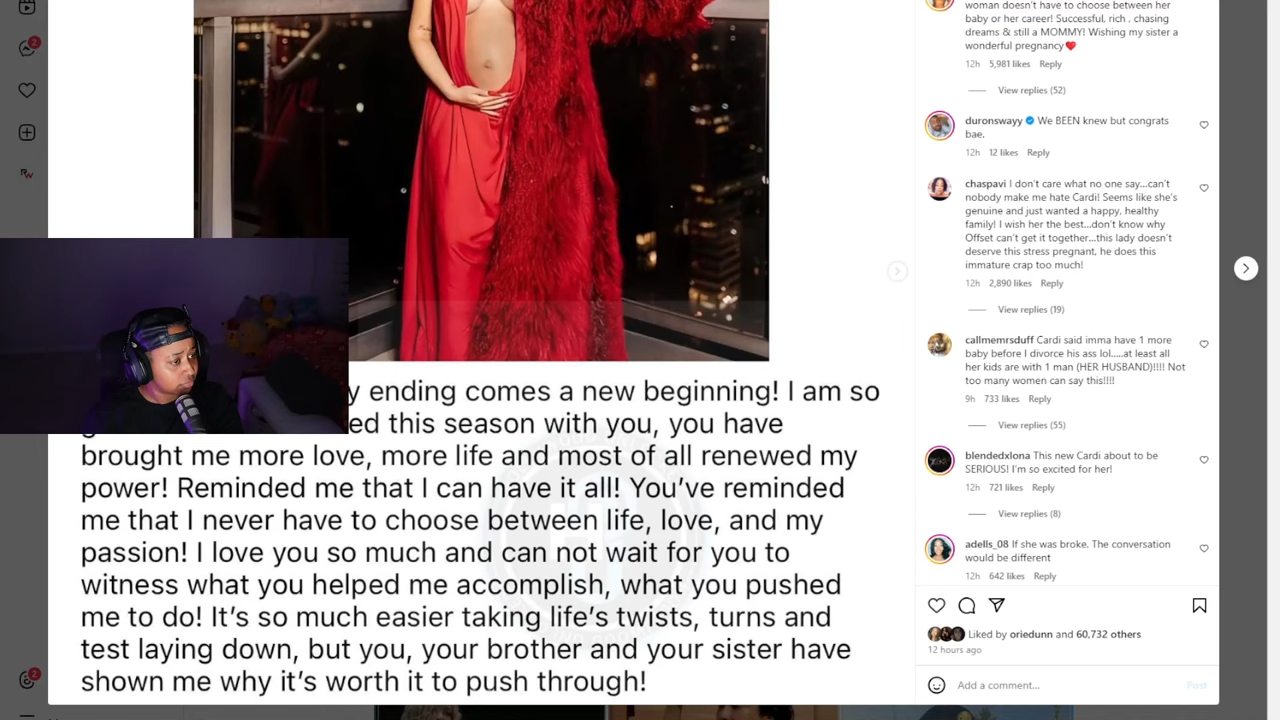 y ending comes a new beginning! I am so
ed this season with you, you have
brought me more love, more life and most of all renewed my
power! Reminded me that I can have it all! You’ve reminded
me that I never have to choose between life, love, and my
passion! I love you so much and can not wait for you to
witness what you helped me accomplish, what you pushed
me to do! It’s so much easier taking life’s twists, turns and
test laying down, but you, your brother and your sister have
shown me why it’s worth it to push through!
woman doesn't have to choose between her
baby or her career! Successful, rich , chasing
dreams & still a MOMMY! Wishing my sister a
wonderful pregnancy❤️
12h 5,981 likes Reply
View replies (52)
duronswayy We BEEN knew but congrats
bae.
12h 12 likes Reply
chaspavi I don't care what no one say...can't
nobody make me hate Cardi! Seems like she's
genuine and just wanted a happy, healthy
family! I wish her the best...don't know why
Offset can't get it together...this lady doesn't
deserve this stress pregnant, he does this
immature crap too much!
12h 2,890 likes Reply
View replies (19)
callmemrsduff Cardi said imma have 1 more
baby before I divorce his ass lol.....at least all
her kids are with 1 man (HER HUSBAND)!!!! Not
too many women can say this!!!!
9h 733 likes Reply
View replies (55)
blendedxlona This new Cardi about to be
SERIOUS! I'm so excited for her!
12h 721 likes Reply
View replies (8)
adells_08 If she was broke. The conversation
would be different
12h 642 likes Reply
Liked by oriedunn and 60,732 others
12 hours ago
Add a comment...
Post
2
RW
2